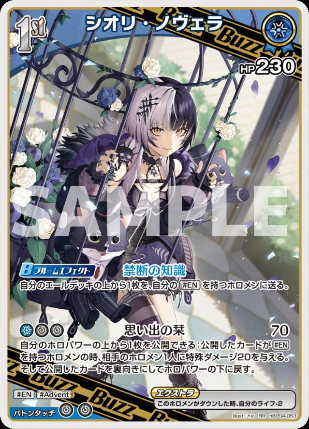 1st
シオリ・ノヴェラ
Buzz
Buzz
Buzz
HP 230
SAMPLE
ブルームエフェクト 禁断の知識
自分のエールデッキの上から1枚を、自分の #EN を持つホロメンに送る。
思い出の栞 70
自分のホロパワーの上から1枚を公開できる:公開したカードが #EN
を持つホロメンの時、相手のホロメン1人に特殊ダメージ20を与える。
そして公開したカードを裏向きにしてホロパワーの下に戻す。
#EN #Advent
バトンタッチ
エクストラ
このホロメンがダウンした時、自分のライフ-2
Buzz